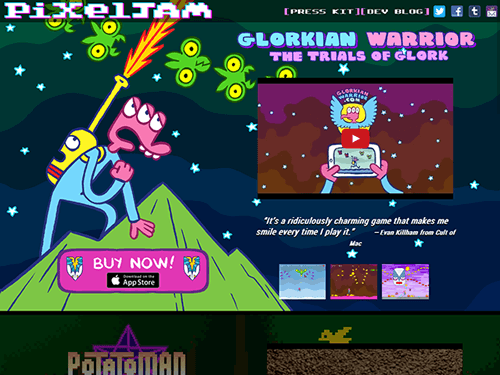 PiXelJAM
[PRESS KIT][DEV BLOG]
GLORKIAN WARRIOR
THE TRIALS OF GLORK
GLORKIAN
WARRIOR
.COM
"It's a ridiculously charming game that makes me
smile every time I play it." — Evan Killham from Cult of
Mac
BUY NOW!
Download on the
App Store
POTATOMAN